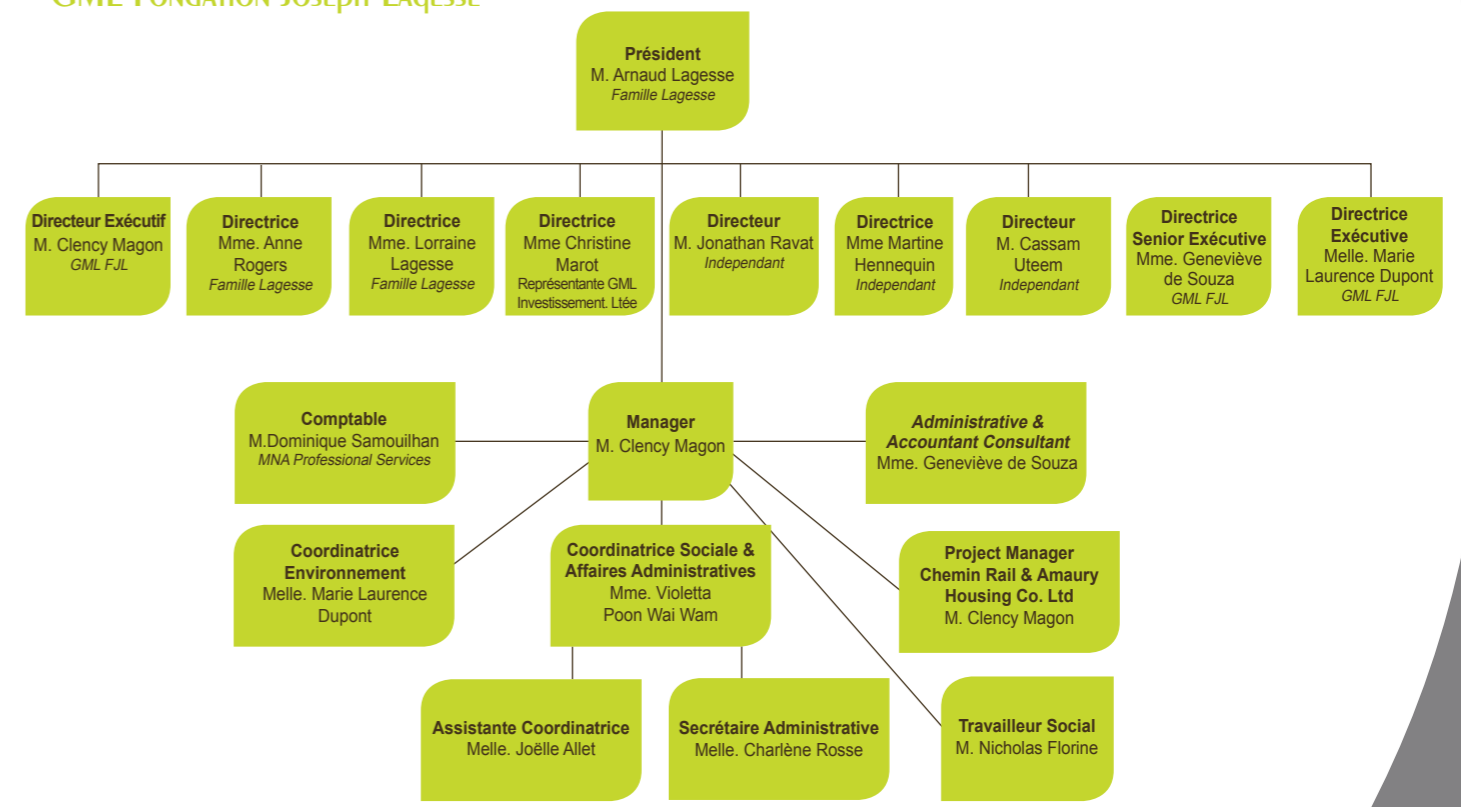 GML Fondation Joseph Lagesse
Président
M. Arnaud Lagesse
Famille Lagesse
Directeur Exécutif
M. Clency Magon
GML FJL
Directrice
Mme. Anne
Rogers
Famille Lagesse
Directrice
Mme. Lorraine
Lagesse
Famille Lagesse
Directrice
Mme Christine
Marot
Représentante GML
Investissement. Ltée
Directeur
M. Jonathan Ravat
Independant
Directrice
Mme Martine
Hennequin
Independant
Directeur
M. Cassam
Uteem
Independant
Directrice
Senior Exécutive
Mme. Geneviève
de Souza
GML FJL
Directrice
Exécutive
Melle. Marie
Laurence Dupont
GML FJL
Comptable
M.Dominique Samouilhan
MNA Professional Services
Manager
M. Clency Magon
Administrative &
Accountant Consultant
Mme. Geneviève de Souza
Coordinatrice
Environnement
Melle. Marie Laurence
Dupont
Coordinatrice Sociale &
Affaires Administratives
Mme. Violetta
Poon Wai Wam
Project Manager
Chemin Rail & Amaury
Housing Co. Ltd
M. Clency Magon
Assistante Coordinatrice
Melle. Joëlle Allet
Secrétaire Administrative
Melle. Charlène Rosse
Travailleur Social
M. Nicholas Florine